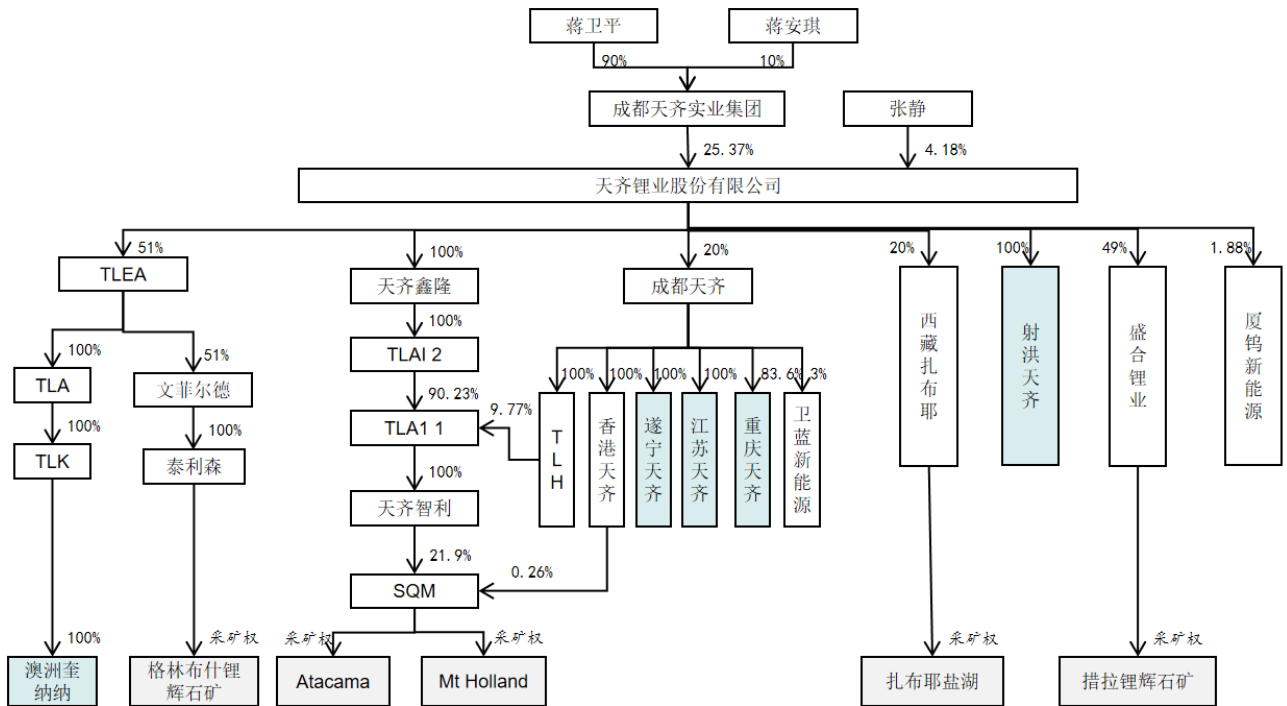 蒋卫平
蒋安琪
90%
10%
成都天齐实业集团
张静
25.37%
4.18%
天齐锂业股份有限公司
51%
100%
20%
20%
100%
49%
1.88%
TLEA
天齐鑫隆
成都天齐
西藏扎布耶
射洪天齐
盛合锂业
厦钨新能源
100%
51%
100%
TLA
文菲尔德
TLAI 2
100%
100%
100%
100%
83.6%
3%
90.23%
9.77%
100%
100%
TLK
泰利森
TLA1 1
TLH
香港天齐
遂宁天齐
江苏天齐
重庆天齐
卫蓝新能源
100%
天齐智利
21.9%
0.26%
SQM
100%
采矿权
采矿权
采矿权
采矿权
采矿权
澳洲奎
纳纳
格林布什锂
辉石矿
Atacama
Mt Holland
扎布耶盐湖
措拉锂辉石矿